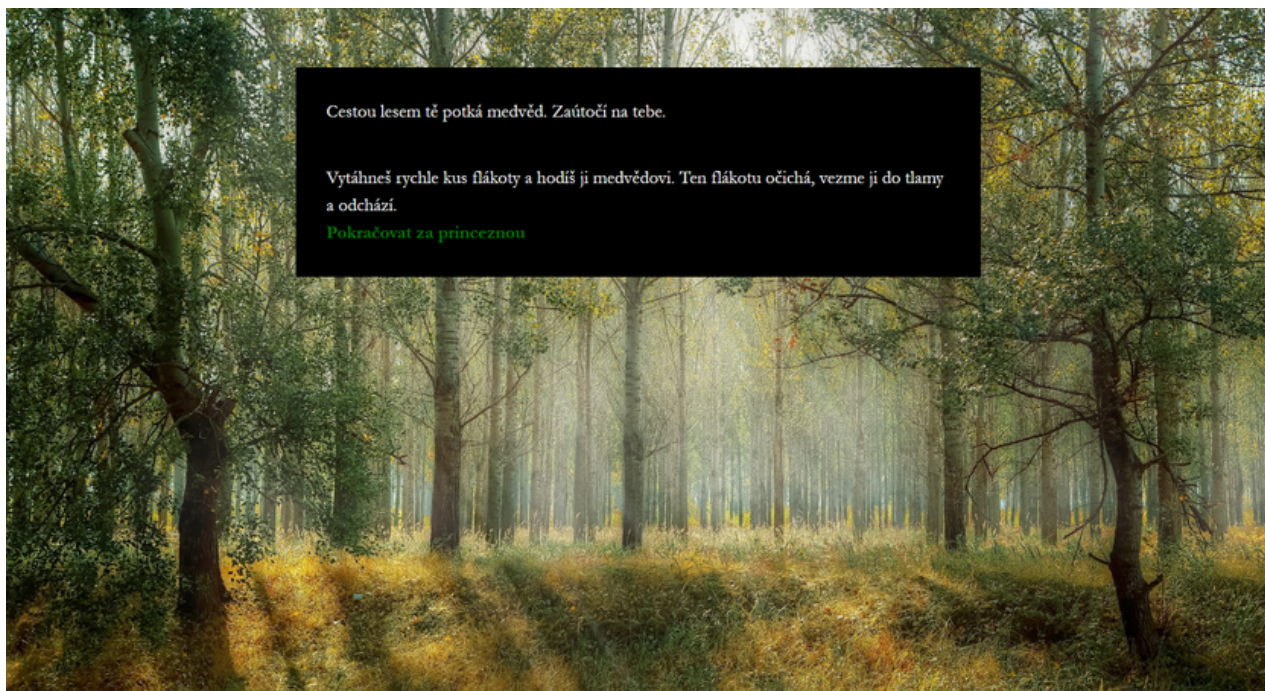 Cestou lesem tě potká medvěd. Zaútočí na tebe.
Vytáhneš rychle kus flákoty a hodíš ji medvědovi. Ten flákotu očichá, vezme ji do tlamy
a odchází.
Pokračovat za princeznou